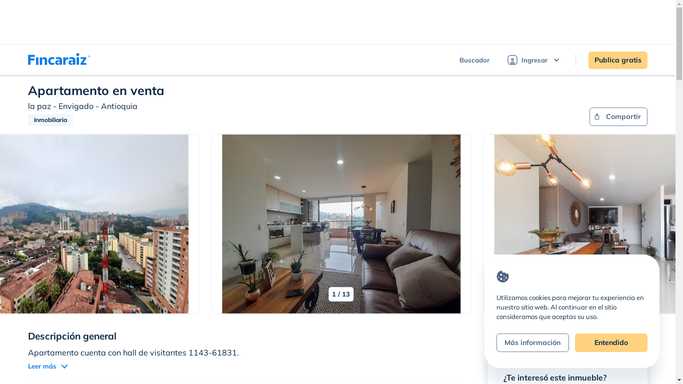 Fincaraiz
Buscador
Ingresar
Publica gratis
Apartamento en venta
la paz - Envigado - Antioquia
Inmobiliaria
Compartir
1 / 13
Utilizamos cookies para mejorar tu experiencia en
nuestro sitio web. Al continuar en el sitio
consideramos que aceptas su uso.
Más información
Entendido
Descripción general
Apartamento cuenta con hall de visitantes 1143-61831.
Leer más
¿Te interesó este inmueble?